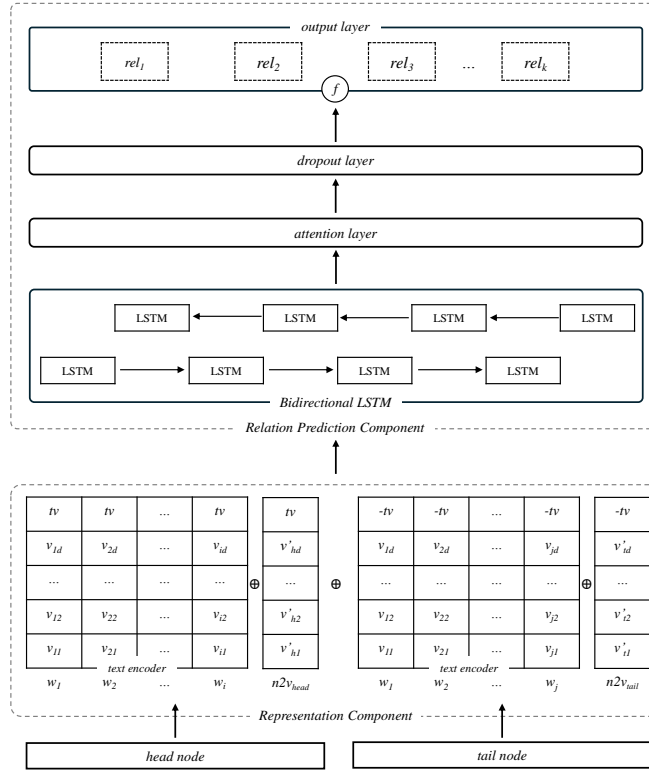 output layer
rel1 rel2 rel3 ... relk
f
dropout layer
attention layer
LSTM LSTM LSTM LSTM
LSTM LSTM LSTM LSTM
Bidirectional LSTM
Relation Prediction Component
tv tv ... tv tv -tv -tv ... -tv -tv
v1d v2d ... vid v'hd v1d v2d ... vjd v'td
... ... ... ... ... ... ... ... ... ...
⊕ ⊕ ⊕
v12 v22 ... vi2 v'h2 v12 v22 ... vj2 v't2
v11 v21 ... vi1 v'h1 v11 v21 ... vj1 v't1
text encoder text encoder
w1 w2 ... wi n2vhead w1 w2 ... wj n2vtail
Representation Component
head node tail node